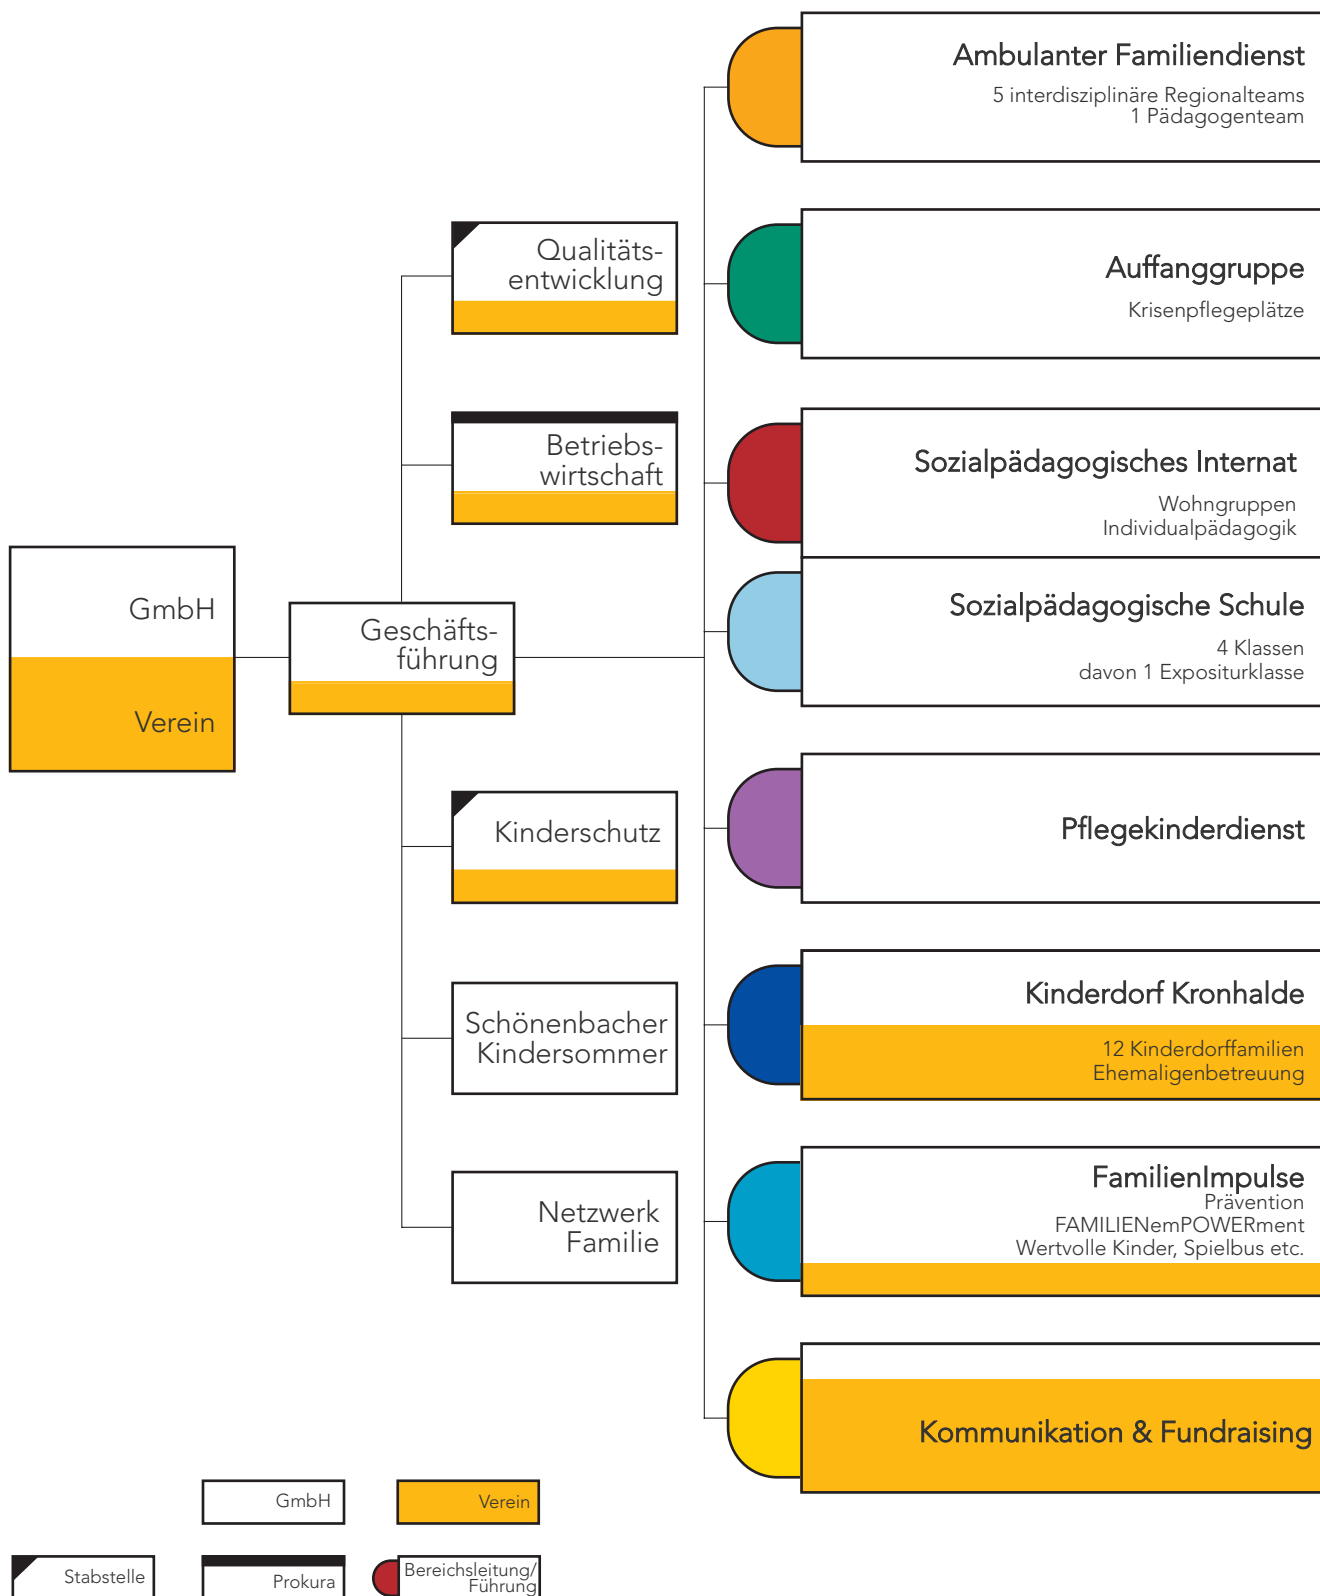 GmbH
Verein
Geschäfts-
führung
Qualitäts-
entwicklung
Betriebs-
wirtschaft
Kinderschutz
Schönenbacher
Kindersommer
Netzwerk
Familie
Ambulanter Familiendienst
5 interdisziplinäre Regionalteams
1 Pädagogenteam
Auffanggruppe
Krisenpflegeplätze
Sozialpädagogisches Internat
Wohngruppen
Individualpädagogik
Sozialpädagogische Schule
4 Klassen
davon 1 Expositurklasse
Pflegekinderdienst
Kinderdorf Kronhalde
12 Kinderdorffamilien
Ehemaligenbetreuung
FamilienImpulse
Prävention
FAMILIENemPOWERment
Wertvolle Kinder, Spielbus etc.
Kommunikation & Fundraising
GmbH
Verein
Stabstelle
Prokura
Bereichsleitung/
Führung